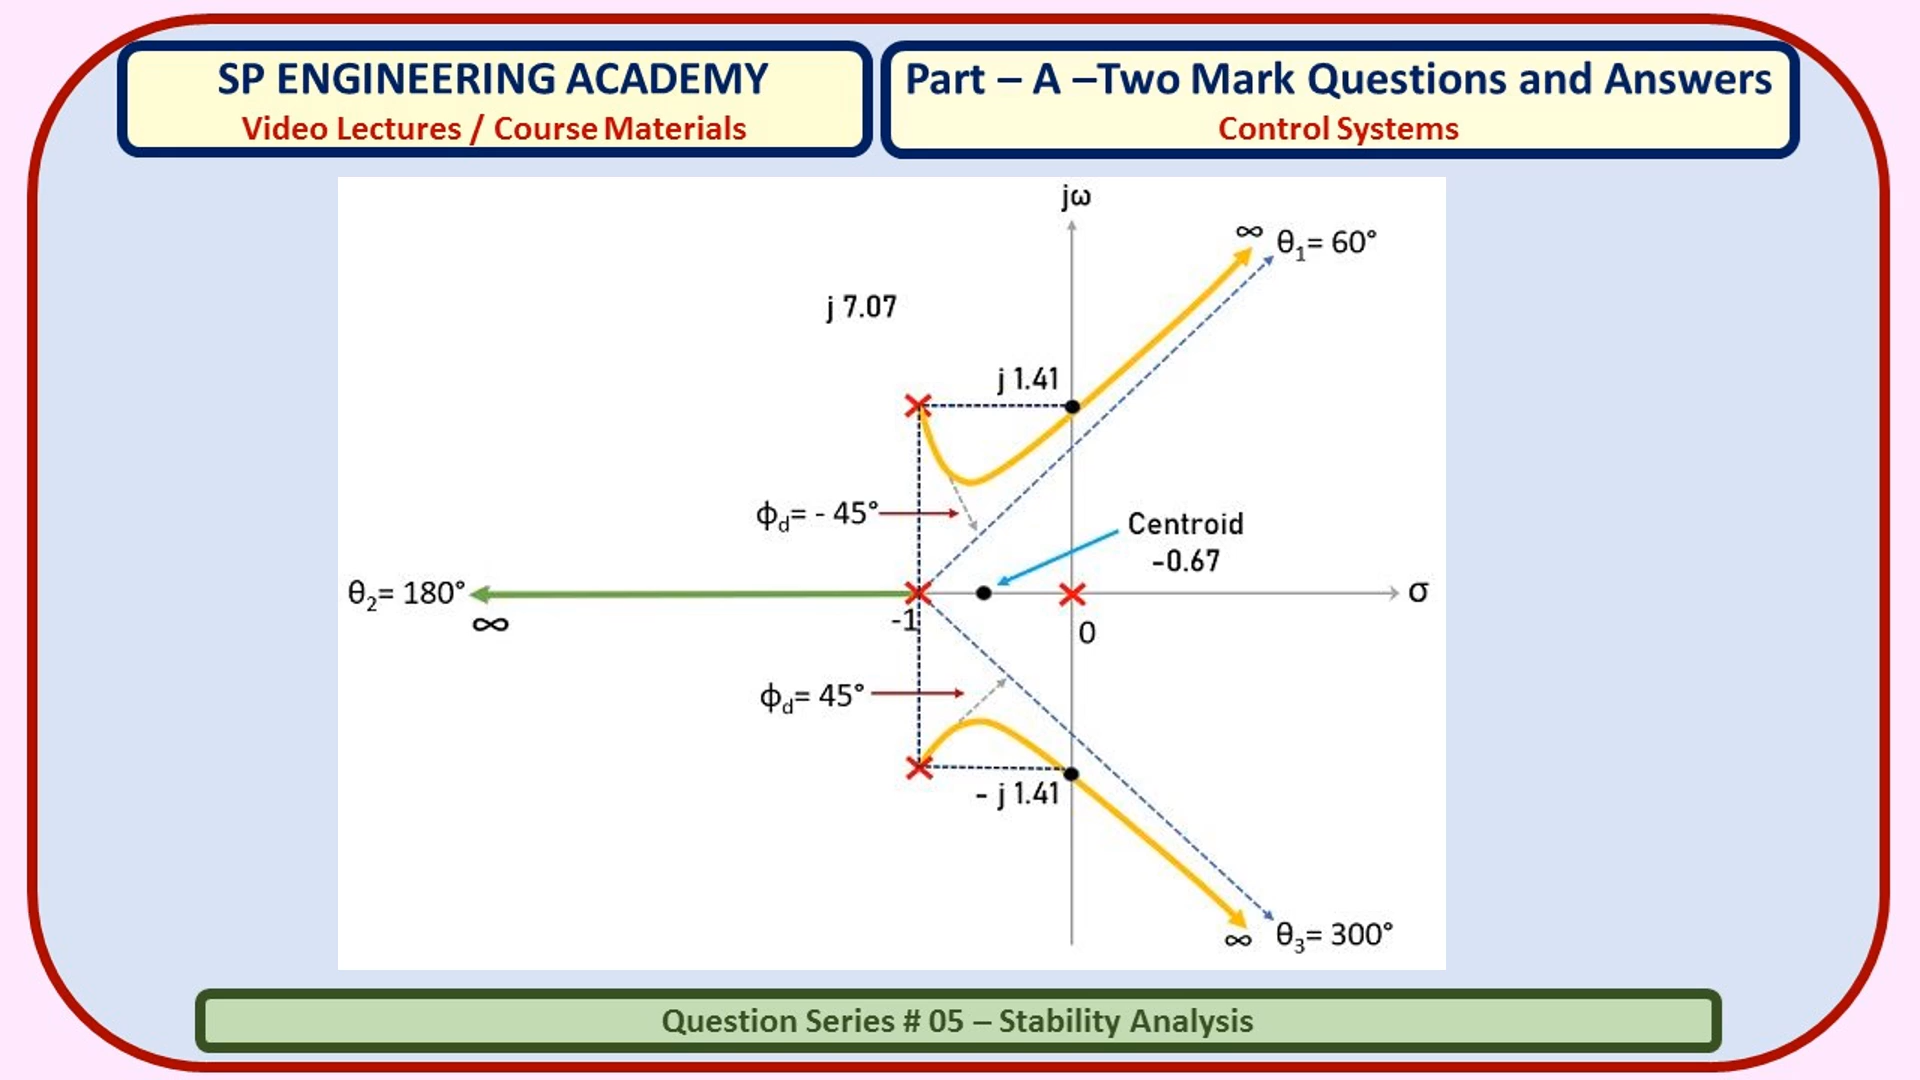 SP ENGINEERING ACADEMY
Video Lectures / Course Materials
Part – A –Two Mark Questions and Answers
Control Systems
jω
∞ θ1= 60°
j 7.07
j 1.41
ϕd= - 45°
Centroid
-0.67
θ2= 180°
∞
-1
0
σ
ϕd= 45°
- j 1.41
∞ θ3= 300°
Question Series # 05 – Stability Analysis